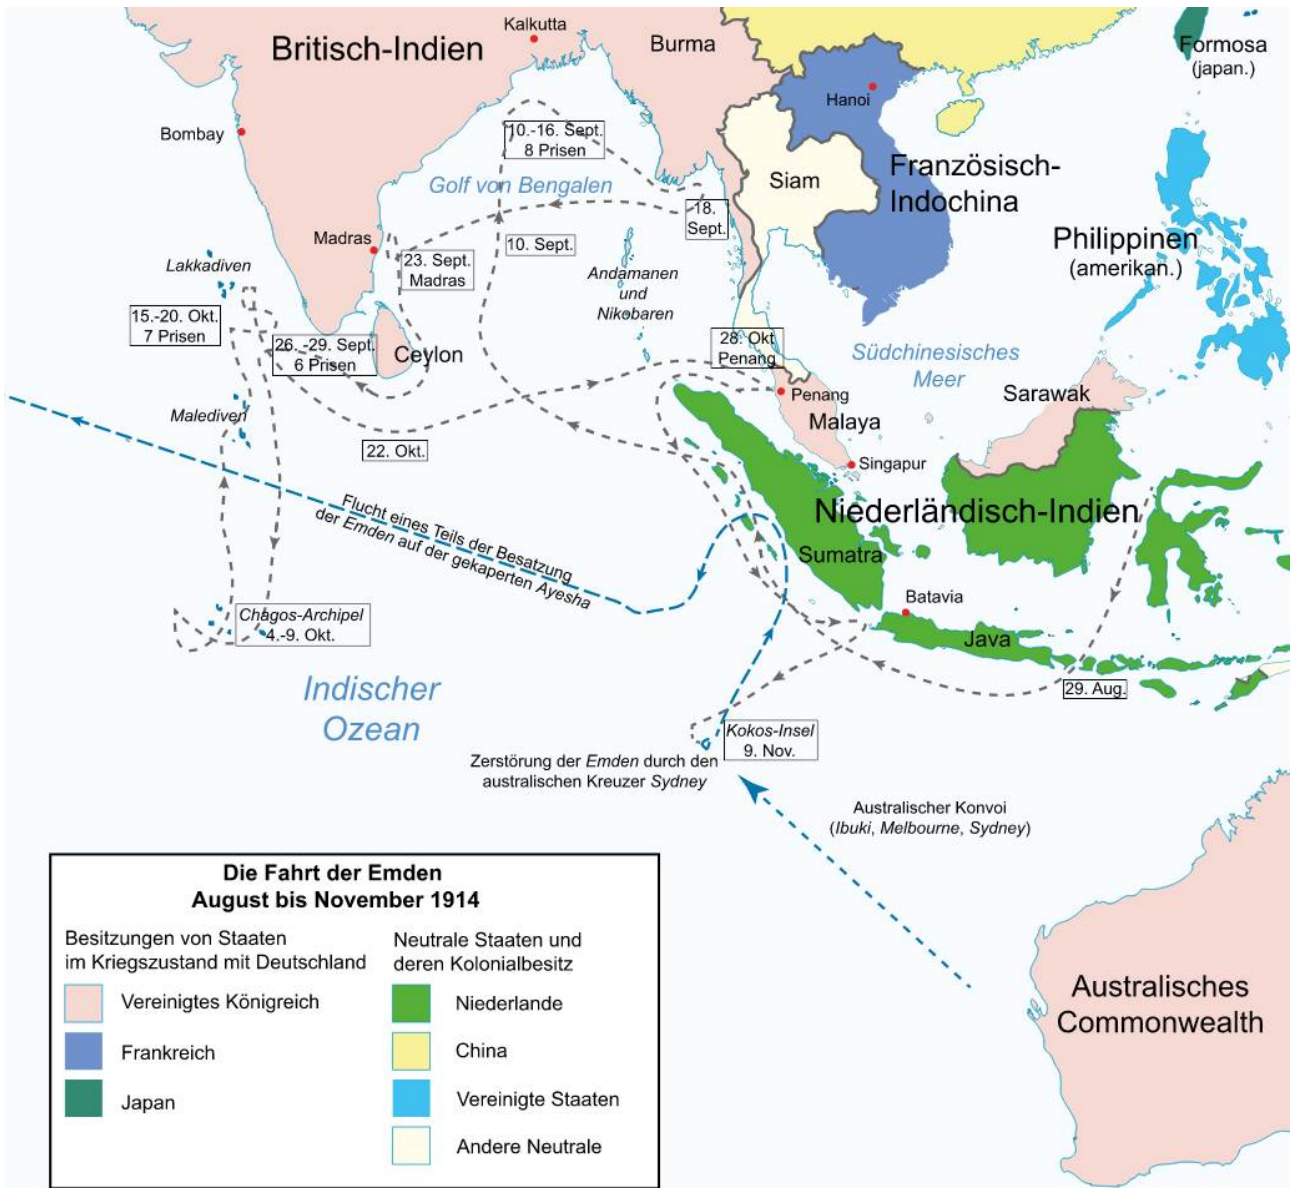 Britisch-Indien
Kalkutta
Burma
Formosa
(japan.)
Hanoi
Bombay
10.-16. Sept.
8 Prisen
Golf von Bengalen
Siam
Französisch-
Indochina
18.
Sept.
Madras
10. Sept.
23. Sept.
Madras
Philippinen
(amerikan.)
Lakkadiven
Andamanen
und
Nikobaren
15.-20. Okt.
7 Prisen
26. -29. Sept.
6 Prisen
Ceylon
28. Okt
Penang
Südchinesisches
Meer
Penang
Sarawak
Malediven
Malaya
22. Okt.
Singapur
Flucht eines Teils der Besatzung
der Emden auf der gekaperten Ayesha
Niederländisch-Indien
Sumatra
Batavia
Java
Chagos-Archipel
4.-9. Okt.
Indischer
Ozean
29. Aug.
Kokos-Insel
9. Nov.
Zerstörung der Emden durch den
australischen Kreuzer Sydney
Australischer Konvoi
(Ibuki, Melbourne, Sydney)
Australisches
Commonwealth
Die Fahrt der Emden
August bis November 1914
Besitzungen von Staaten
im Kriegszustand mit Deutschland
Vereinigtes Königreich
Frankreich
Japan
Neutrale Staaten und
deren Kolonialbesitz
Niederlande
China
Vereinigte Staaten
Andere Neutrale